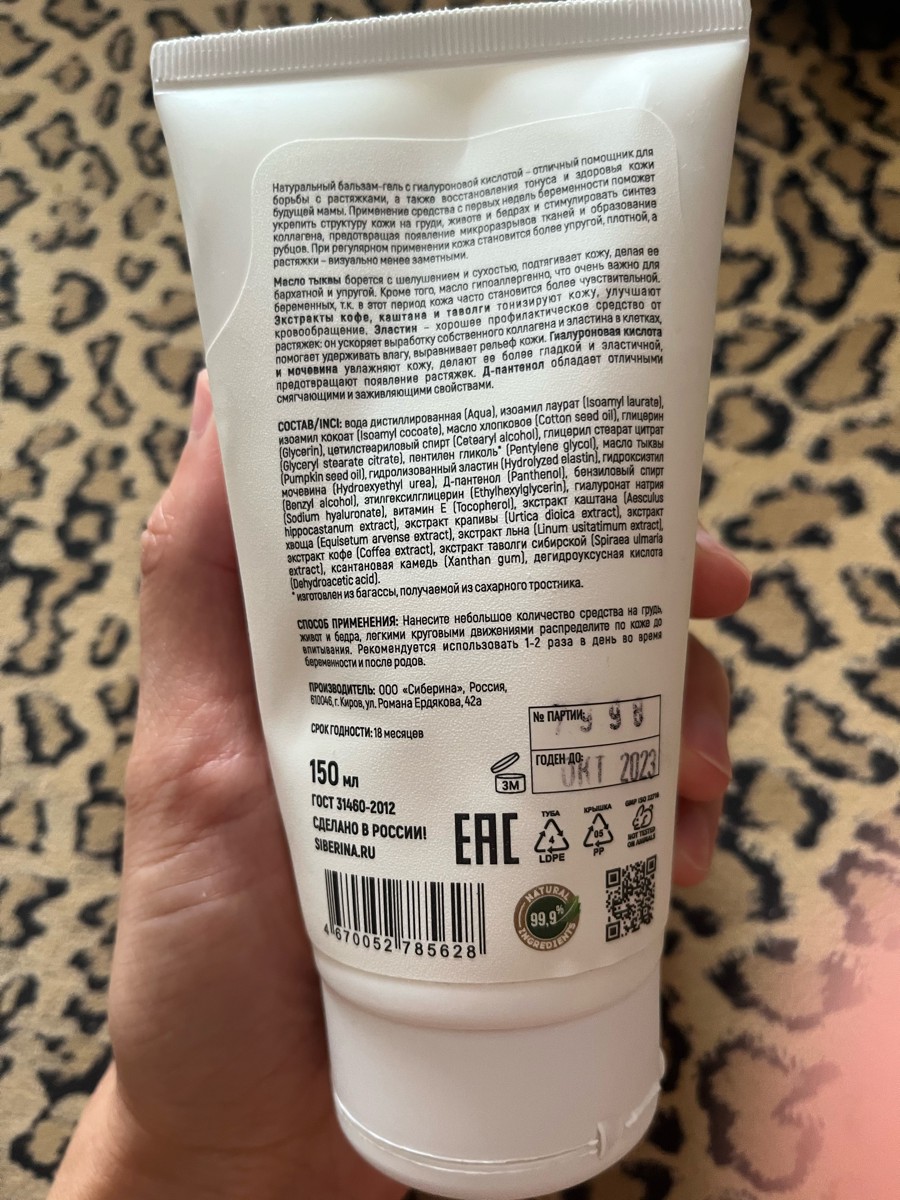 Натуральный бальзам-гель с гиалуроновой кислотой – отличный помощник для
борьбы с растяжками, а также восстановления тонуса и здоровья кожи
будущей мамы. Применение средства с первых недель беременности поможет
укрепить структуру кожи на груди, животе и бедрах и стимулировать синтез
коллагена, предотвращая появление микроразрывов тканей и образование
рубцов. При регулярном применении кожа становится более упругой, плотной, а
растяжки – визуально менее заметными.
Масло тыквы борется с шелушением и сухостью, подтягивает кожу, делая ее
бархатной и упругой. Кроме того, масло гипоаллергенно, что очень важно для
беременных, т.к. в этот период кожа часто становится более чувствительной.
Экстракты кофе, каштана и таволги тонизируют кожу, улучшают
кровообращение. Эластин – хорошее профилактическое средство от
растяжек: он ускоряет выработку собственного коллагена и эластина в клетках,
помогает удерживать влагу, выравнивает рельеф кожи. Гиалуроновая кислота
и мочевина увлажняют кожу, делают ее более гладкой и эластичной,
предотвращают появление растяжек. Д-пантенол обладает отличными
смягчающими и заживляющими свойствами.
СОСТАВ/INCI: вода дистиллированная (Aqua), изоамил лаурат (Isoamyl laurate),
изоамил кокоат (Isoamyl cocoate), масло хлопковое (Cotton seed oil), глицерин
(Glycerin), цетилстеариловый спирт (Cetearyl alcohol), глицерил стеарат цитрат
(Glyceryl stearate citrate), пентилен гликоль* (Pentylene glycol), масло тыквы
(Pumpkin seed oil), гидролизованный эластин (Hydrolyzed elastin), гидроксиэтил
мочевина (Hydroxyethyl urea), Д-пантенол (Panthenol), бензиловый спирт
(Benzyl alcohol), этилгексилглицерин (Ethylhexylglycerin), гиалуронат натрия
(Sodium hyaluronate), витамин Е (Tocopherol), экстракт каштана (Aesculus
hippocastanum extract), экстракт крапивы (Urtica dioica extract), экстракт
хвоща (Equisetum arvense extract), экстракт льна (Linum usitatimum extract),
экстракт кофе (Coffea extract), экстракт таволги сибирской (Spiraea ulmaria
extract), ксантановая камедь (Xanthan gum), дегидроуксусная кислота
(Dehydroacetic acid).
*изготовлен из багассы, получаемой из сахарного тростника.
СПОСОБ ПРИМЕНЕНИЯ: Нанесите небольшое количество средства на грудь,
живот и бедра, легкими круговыми движениями распределите по коже до
впитывания. Рекомендуется использовать 1-2 раза в день во время
беременности и после родов.
ПРОИЗВОДИТЕЛЬ: ООО «Сиберина», Россия,
610046, г. Киров, ул. Романа Ердякова, 42а
СРОК ГОДНОСТИ: 18 месяцев
№ ПАРТИИ: 7998
ГОДЕН ДО: ОКТ 2023
3М
150 мл
ГОСТ 31460-2012
СДЕЛАНО В РОССИИ!
SIBERINA.RU
EAC
ТУБА
4
LDPE
КРЫШКА
05
PP
GMP ISO 22716
NOT TESTED
ON ANIMALS
4 670052 785628
NATURAL
99,9%
INGREDIENTS